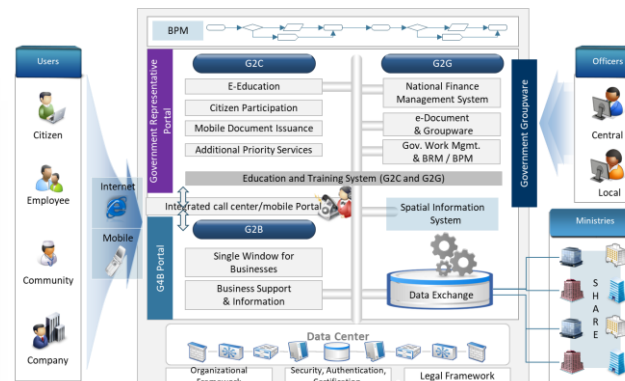 BPM
Users
Citizen
Employee
Community
Company
Internet
Mobile
Government Representative
Portal
G4B Portal
G2C
E-Education
Citizen Participation
Mobile Document Issuance
Additional Priority Services
G2G
National Finance
Management System
e-Document
& Groupware
Gov. Work Mgmt.
& BRM / BPM
Education and Training System (G2C and G2G)
Integrated call center/mobile Portal
G2B
Single Window for
Businesses
Business Support
& Information
Spatial Information
System
Data Exchange
Government Groupware
Officers
Central
Local
Ministries
SHARE
Data Center
Organizational
Framework
Security, Authentication,
Certification
Legal Framework